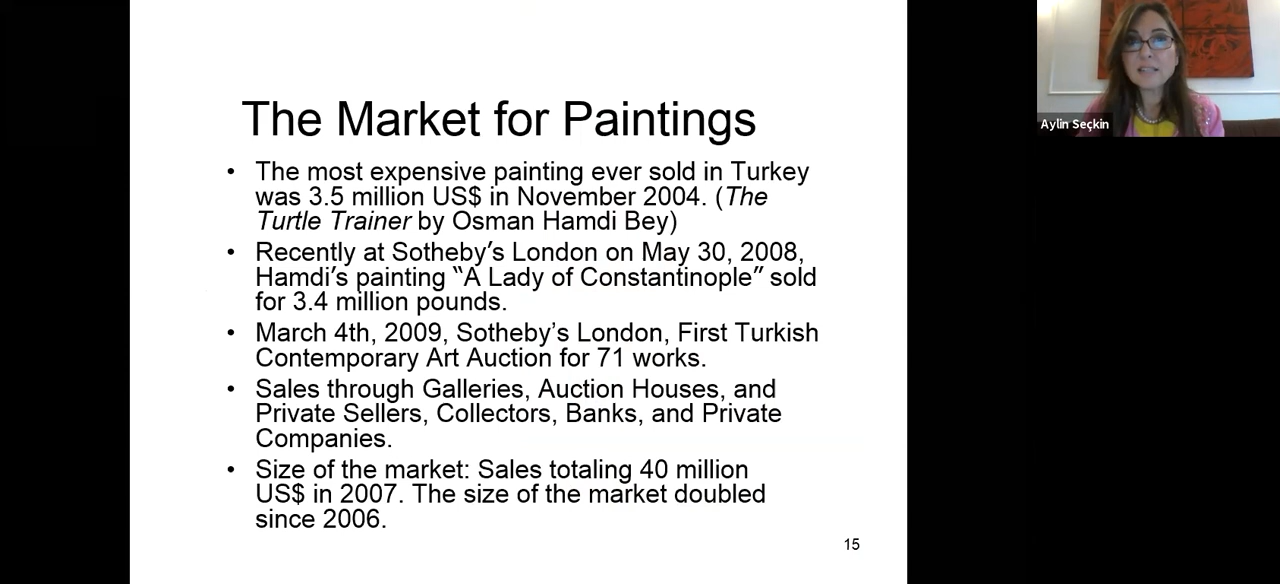 The Market for Paintings
• The most expensive painting ever sold in Turkey
was 3.5 million US$ in November 2004. (The
Turtle Trainer by Osman Hamdi Bey)
• Recently at Sotheby’s London on May 30, 2008,
Hamdi’s painting “A Lady of Constantinople” sold
for 3.4 million pounds.
• March 4th, 2009, Sotheby’s London, First Turkish
Contemporary Art Auction for 71 works.
• Sales through Galleries, Auction Houses, and
Private Sellers, Collectors, Banks, and Private
Companies.
• Size of the market: Sales totaling 40 million
US$ in 2007. The size of the market doubled
since 2006.
15
Aylin Seçkin